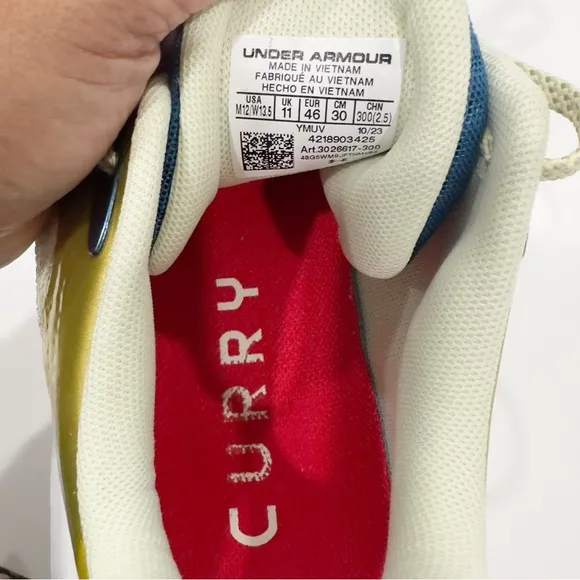 UNDER ARMOUR
MADE IN VIETNAM
FABRIQUÉ AU VIETNAM
HECHO EN VIETNAM
USA UK EUR CM CHN
M12/W13.5 11 46 30 300(2.5)
YMUV 10/23
4218903425
Art.3026617-300
CURRY